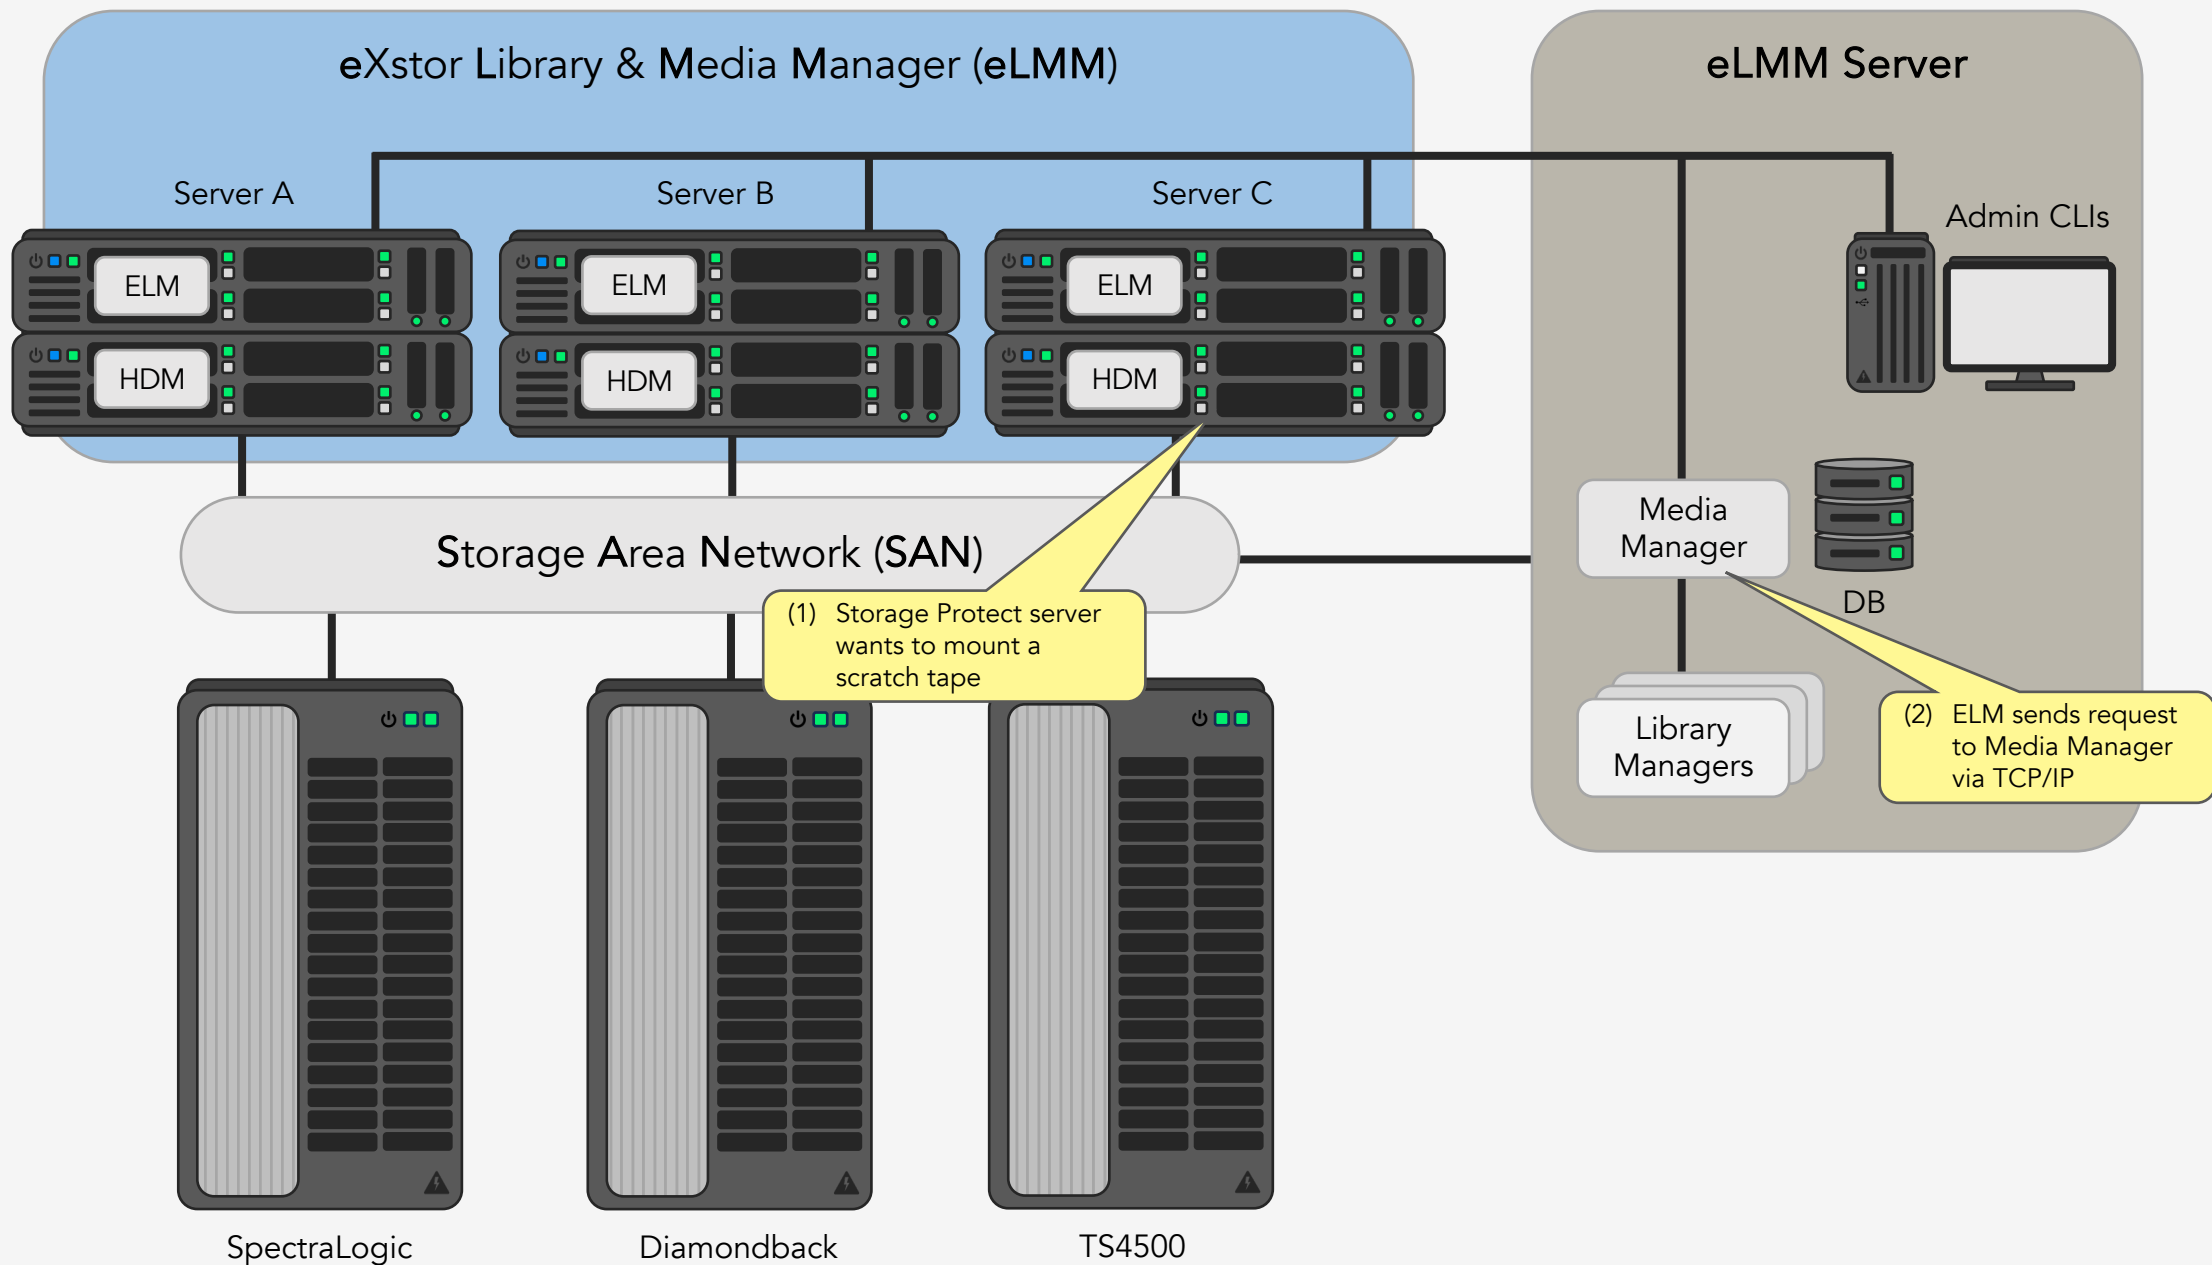 eXstor Library & Media Manager (eLMM)
eLMM Server
Server A
Server B
Server C
Admin CLIs
ELM
ELM
ELM
HDM
HDM
HDM
Media
Manager
Storage Area Network (SAN)
DB
(1) Storage Protect server
wants to mount a
scratch tape
Library
Managers
(2) ELM sends request
to Media Manager
via TCP/IP
SpectraLogic
Diamondback
TS4500